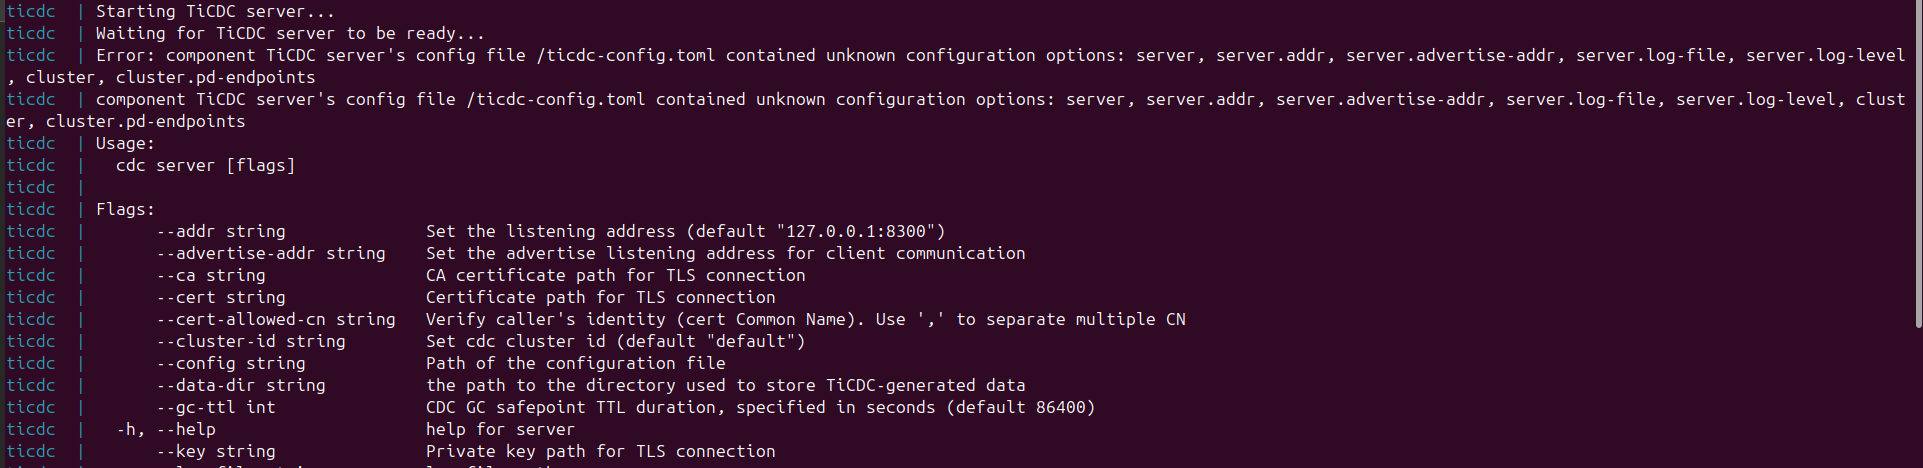 ticdc  | Starting TiCDC server...
ticdc  | Waiting for TiCDC server to be ready...
ticdc  | Error: component TiCDC server's config file /ticdc-config.toml contained unknown configuration options: server, server.addr, server.advertise-addr, server.log-file, server.log-level
, cluster, cluster.pd-endpoints
ticdc  | component TiCDC server's config file /ticdc-config.toml contained unknown configuration options: server, server.addr, server.advertise-addr, server.log-file, server.log-level, clust
er, cluster.pd-endpoints
ticdc  | Usage:
ticdc  |   cdc server [flags]
ticdc  |
ticdc  | Flags:
ticdc  |       --addr string              Set the listening address (default "127.0.0.1:8300")
ticdc  |       --advertise-addr string    Set the advertise listening address for client communication
ticdc  |       --ca string                CA certificate path for TLS connection
ticdc  |       --cert string              Certificate path for TLS connection
ticdc  |       --cert-allowed-cn string   Verify caller's identity (cert Common Name). Use ',' to separate multiple CN
ticdc  |       --cluster-id string        Set cdc cluster id (default "default")
ticdc  |       --config string            Path of the configuration file
ticdc  |       --data-dir string          the path to the directory used to store TiCDC-generated data
ticdc  |       --gc-ttl int               CDC GC safepoint TTL duration, specified in seconds (default 86400)
ticdc  |   -h, --help                     help for server
ticdc  |       --key string               Private key path for TLS connection